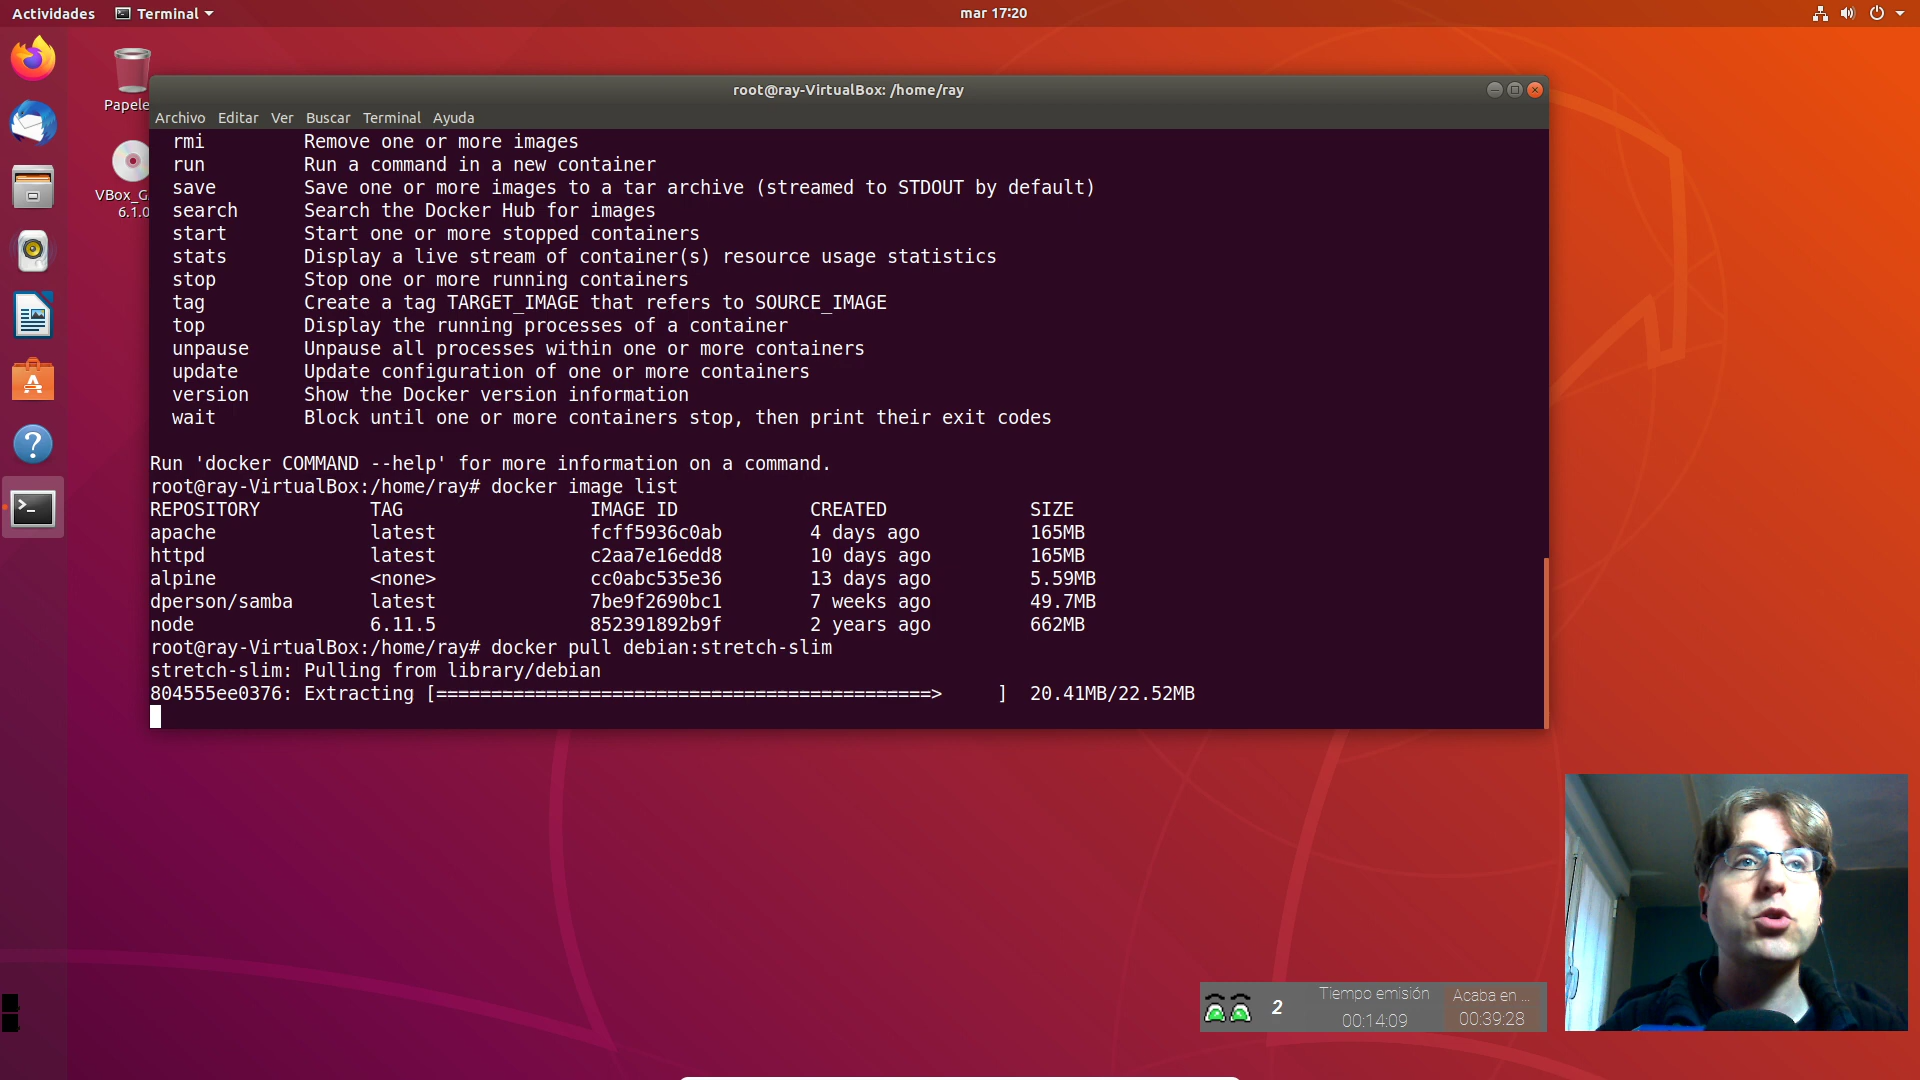 Actividades
Terminal
mar 17:20
Papele
VBox_G
6.1.0
root@ray-VirtualBox: /home/ray
Archivo Editar Ver Buscar Terminal Ayuda
rmi Remove one or more images
run Run a command in a new container
save Save one or more images to a tar archive (streamed to STDOUT by default)
search Search the Docker Hub for images
start Start one or more stopped containers
stats Display a live stream of container(s) resource usage statistics
stop Stop one or more running containers
tag Create a tag TARGET_IMAGE that refers to SOURCE_IMAGE
top Display the running processes of a container
unpause Unpause all processes within one or more containers
update Update configuration of one or more containers
version Show the Docker version information
wait Block until one or more containers stop, then print their exit codes
Run 'docker COMMAND --help' for more information on a command.
root@ray-VirtualBox:/home/ray# docker image list
REPOSITORY TAG IMAGE ID CREATED SIZE
apache latest fcff5936c0ab 4 days ago 165MB
httpd latest c2aa7e16edd8 10 days ago 165MB
alpine <none> cc0abc535e36 13 days ago 5.59MB
dperson/samba latest 7be9f2690bc1 7 weeks ago 49.7MB
node 6.11.5 852391892b9f 2 years ago 662MB
root@ray-VirtualBox:/home/ray# docker pull debian:stretch-slim
stretch-slim: Pulling from library/debian
804555ee0376: Extracting [=============================================> ] 20.41MB/22.52MB
2
Tiempo emisión
00:14:09
Acaba en ...
00:39:28